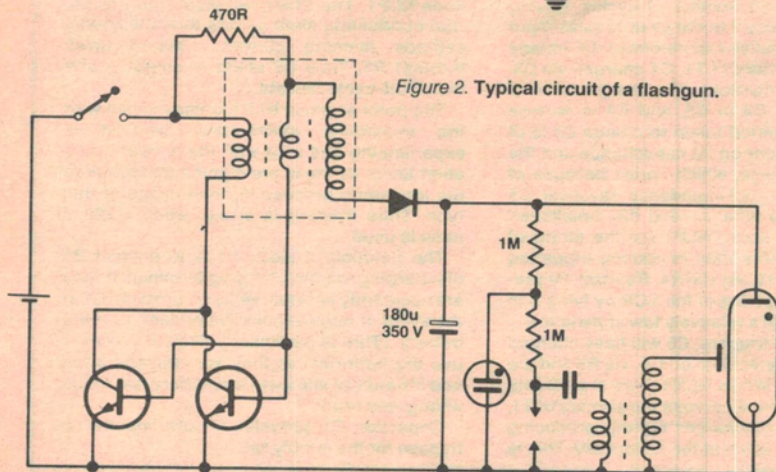 470R
Figure 2. Typical circuit of a flashgun.
1M
180u
350 V
1M